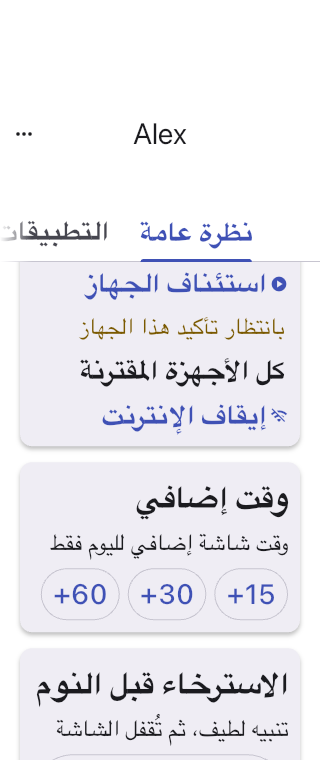 Alex
نظرة عامة
التطبيقات
استئناف الجهاز
بانتظار تأكيد هذا الجهاز
كل الأجهزة المقترنة
إيقاف الإنترنت
وقت إضافي
وقت شاشة إضافي لليوم فقط
+15 +30 +60
الاسترخاء قبل النوم
تنبيه لطيف، ثم تُقفل الشاشة